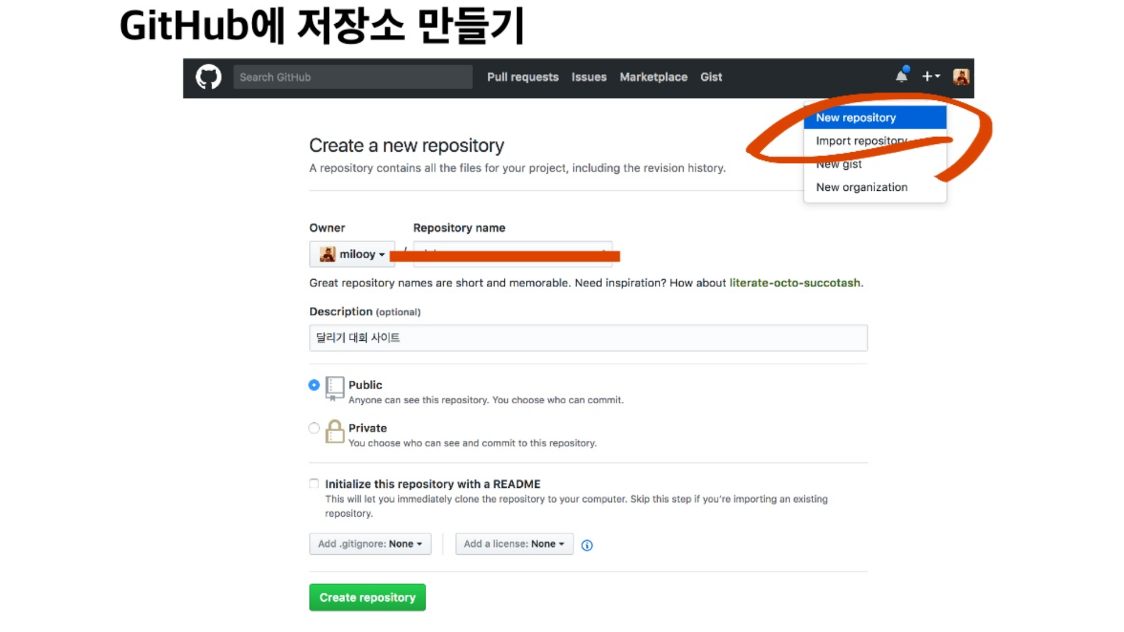 GitHub에 저장소 만들기
Search GitHub Pull requests Issues Marketplace Gist
New repository
Import repository
New gist
New organization
Create a new repository
A repository contains all the files for your project, including the revision history.
Owner Repository name
milooy /
Great repository names are short and memorable. Need inspiration? How about literate-octo-succotash.
Description (optional)
달리기 대회 사이트
Public
Anyone can see this repository. You choose who can commit.
Private
You choose who can see and commit to this repository.
Initialize this repository with a README
This will let you immediately clone the repository to your computer. Skip this step if you're importing an existing
repository.
Add .gitignore: None Add a license: None
Create repository